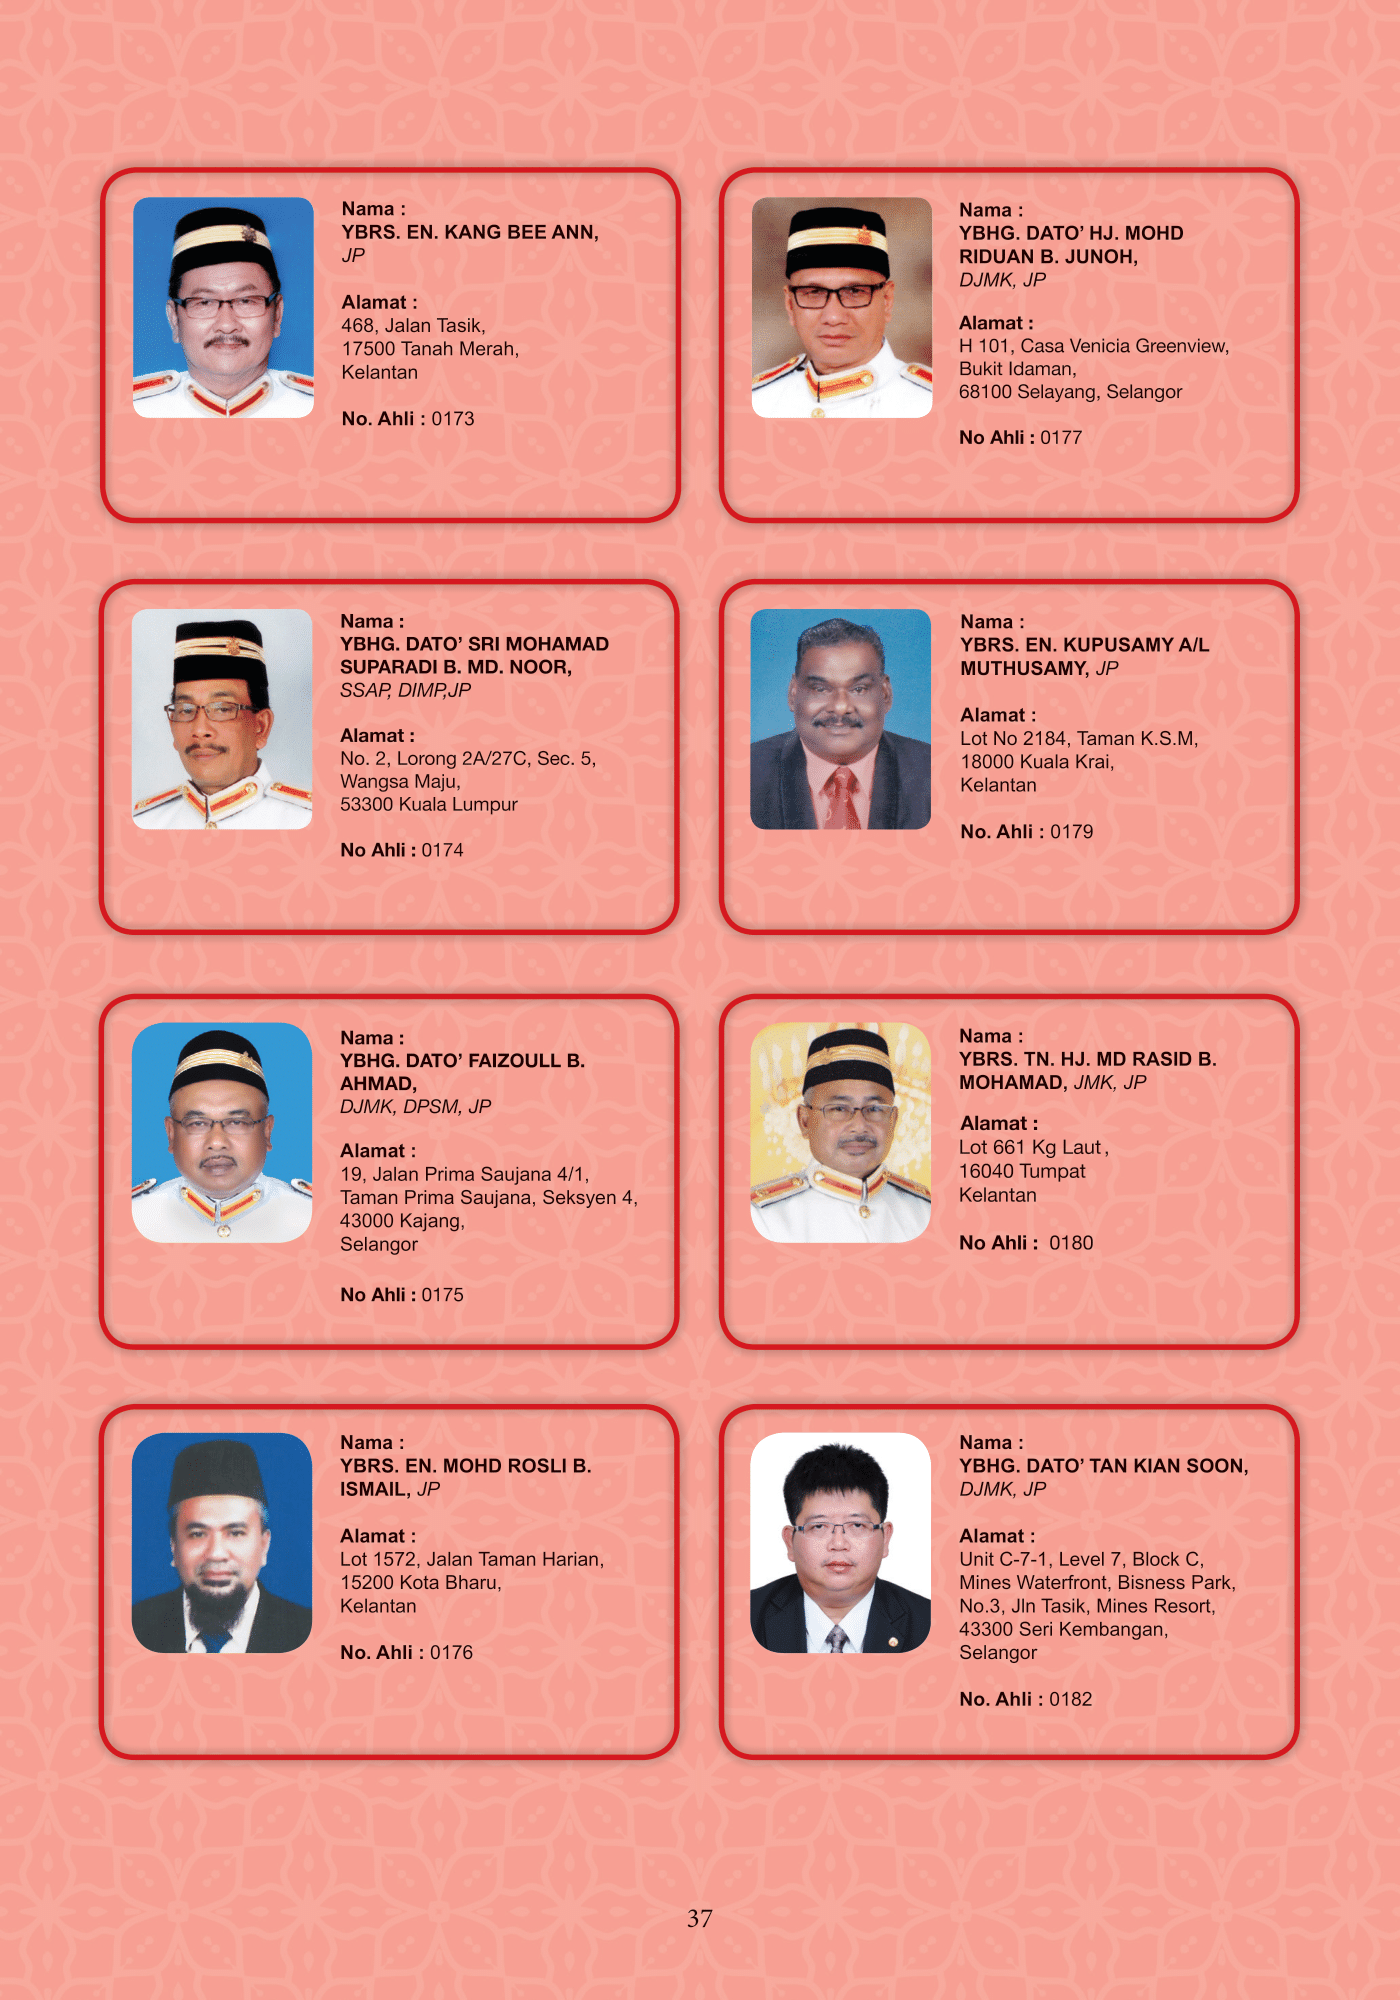 Nama :
YBRS. EN. KANG BEE ANN,
JP
Alamat :
468, Jalan Tasik,
17500 Tanah Merah,
Kelantan
No. Ahli : 0173
Nama :
YBHG. DATO’ SRI MOHAMAD
SUPARADI B. MD. NOOR,
SSAP, DIMP,JP
Alamat :
No. 2, Lorong 2A/27C, Sec. 5,
Wangsa Maju,
53300 Kuala Lumpur
No Ahli : 0174
Nama :
YBHG. DATO’ FAIZOULL B.
AHMAD,
DJMK, DPSM, JP
Alamat :
19, Jalan Prima Saujana 4/1,
Taman Prima Saujana, Seksyen 4,
43000 Kajang,
Selangor
No Ahli : 0175
Nama :
YBRS. EN. MOHD ROSLI B.
ISMAIL, JP
Alamat :
Lot 1572, Jalan Taman Harian,
15200 Kota Bharu,
Kelantan
No. Ahli : 0176
Nama :
YBHG. DATO’ HJ. MOHD
RIDUAN B. JUNOH,
DJMK, JP
Alamat :
H 101, Casa Venicia Greenview,
Bukit Idaman,
68100 Selayang, Selangor
No Ahli : 0177
Nama :
YBRS. EN. KUPUSAMY A/L
MUTHUSAMY, JP
Alamat :
Lot No 2184, Taman K.S.M,
18000 Kuala Krai,
Kelantan
No. Ahli : 0179
Nama :
YBRS. TN. HJ. MD RASID B.
MOHAMAD, JMK, JP
Alamat :
Lot 661 Kg Laut ,
16040 Tumpat
Kelantan
No Ahli : 0180
Nama :
YBHG. DATO’ TAN KIAN SOON,
DJMK, JP
Alamat :
Unit C-7-1, Level 7, Block C,
Mines Waterfront, Bisness Park,
No.3, Jln Tasik, Mines Resort,
43300 Seri Kembangan,
Selangor
No. Ahli : 0182
37